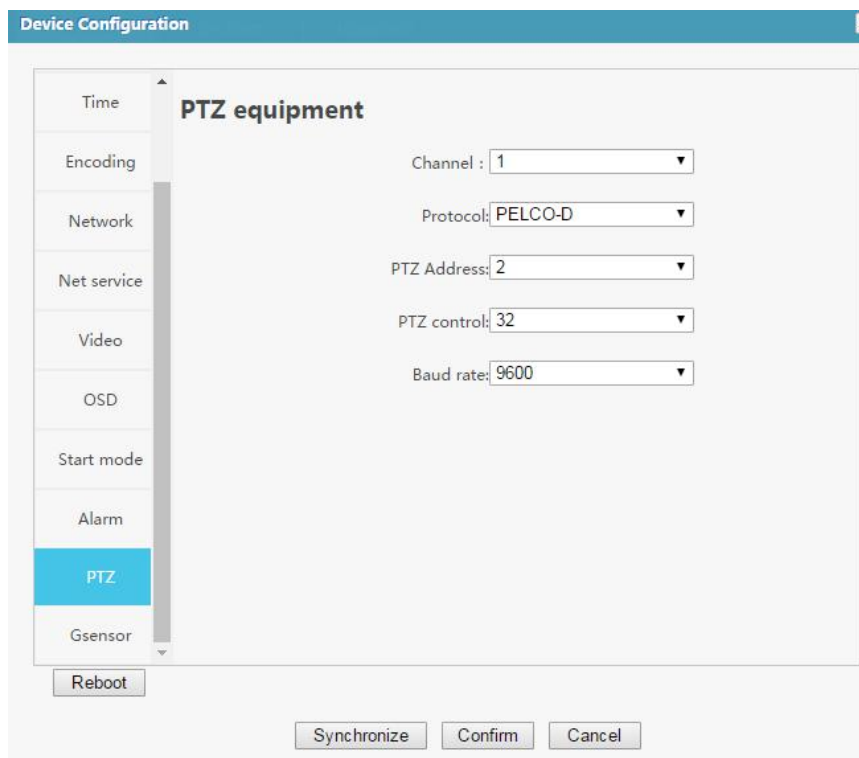 Device Configuration
Time
Encoding
Network
Net service
Video
OSD
Start mode
Alarm
PTZ
Gsensor
PTZ equipment
Channel : 1
Protocol: PELCO-D
PTZ Address: 2
PTZ control: 32
Baud rate: 9600
Reboot
Synchronize Confirm Cancel